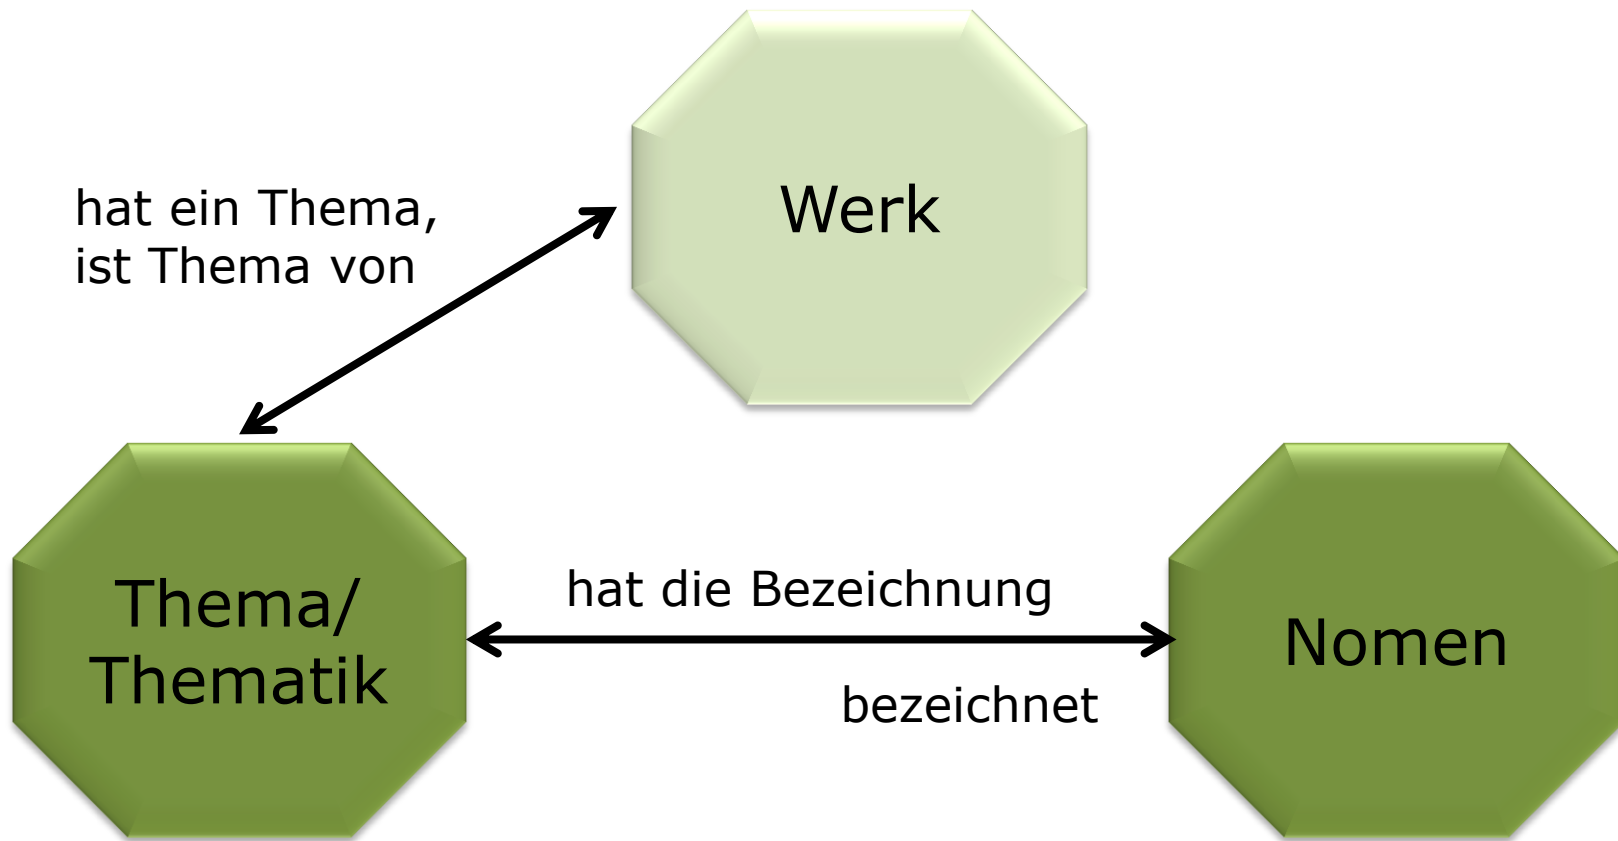 Werk
hat ein Thema,
ist Thema von
Thema/
Thematik
hat die Bezeichnung
bezeichnet
Nomen